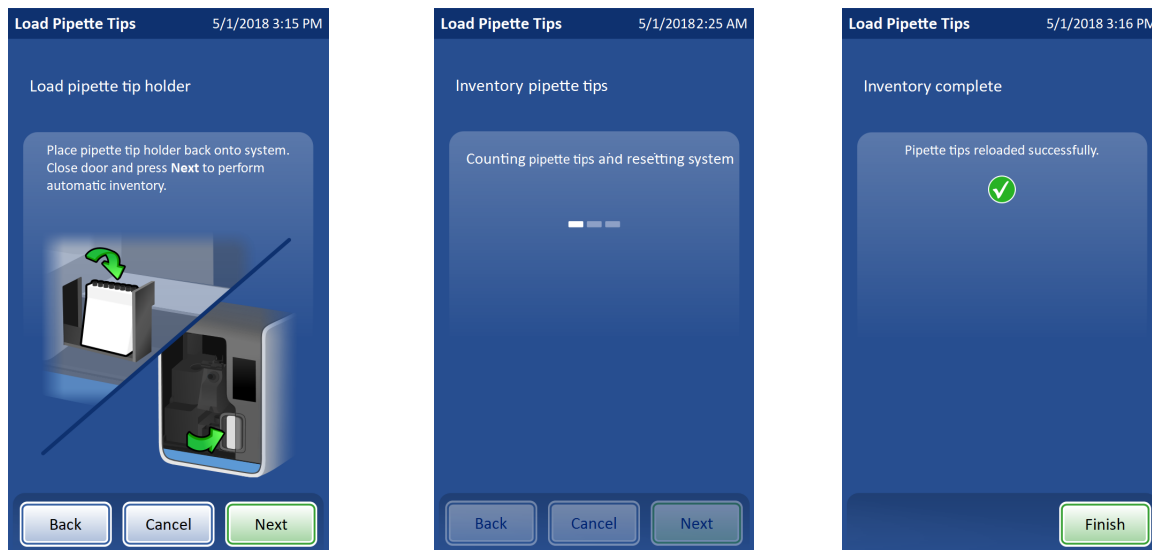 Load Pipette Tips 5/1/2018 3:15 PM
Load pipette tip holder
Place pipette tip holder back onto system.
Close door and press Next to perform
automatic inventory.
Back Cancel Next
Load Pipette Tips 5/1/20182:25 AM
Inventory pipette tips
Counting pipette tips and resetting system
Back Cancel Next
Load Pipette Tips 5/1/2018 3:16 PM
Inventory complete
Pipette tips reloaded successfully.
Finish